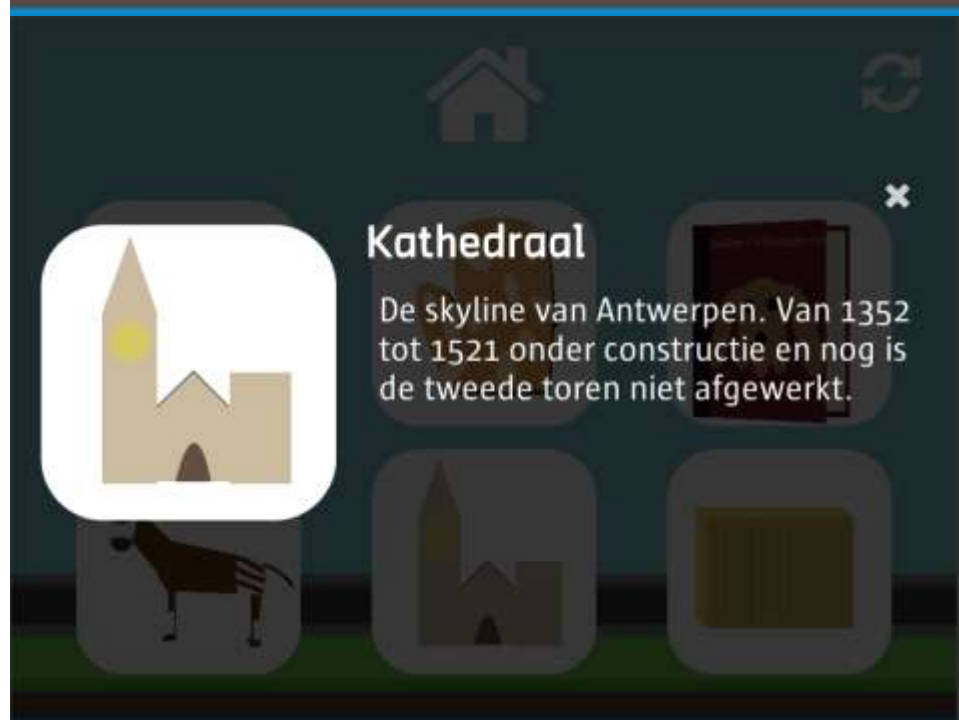 Kathedraal
De skyline van Antwerpen. Van 1352
tot 1521 onder constructie en nog is
de tweede toren niet afgewerkt.